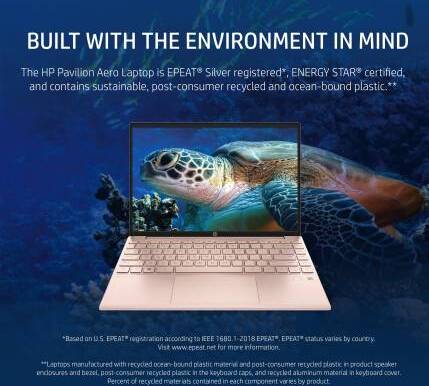 BUILT WITH THE ENVIRONMENT IN MIND
The HP Pavilion Aero Laptop is EPEAT® Silver registered*, ENERGY STAR® certified,
and contains sustainable, post-consumer recycled and ocean-bound plastic.**
*Based on U.S. EPEAT® registration according to IEEE 1680.1-2018 EPEAT®. EPEAT® status varies by country.
Visit www.epeat.net for more information.
**Laptops manufactured with recycled ocean-bound plastic material and post-consumer recycled plastic in product speaker
enclosures and bezel, post-consumer recycled plastic in the keyboard caps, and recycled aluminum material in keyboard cover.
Percent of recycled materials contained in each component varies by product.